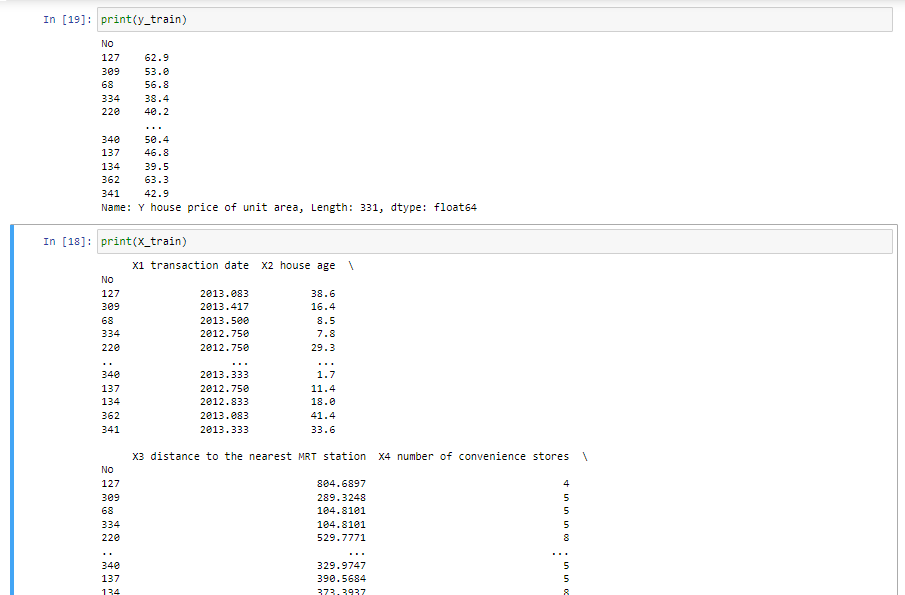 In [19]: print(y_train)
No
127    62.9
309    53.0
68     56.8
334    38.4
220    40.2
       ...
340    50.4
137    46.8
134    39.5
362    63.3
341    42.9
Name: Y house price of unit area, Length: 331, dtype: float64
In [18]: print(X_train)
     X1 transaction date  X2 house age  \
No
127             2013.083          38.6
309             2013.417          16.4
68              2013.500           8.5
334             2012.750           7.8
220             2012.750          29.3
..                   ...           ...
340             2013.333           1.7
137             2012.750          11.4
134             2012.833          18.0
362             2013.083          41.4
341             2013.333          33.6
     X3 distance to the nearest MRT station  X4 number of convenience stores  \
No
127                                804.6897                                4
309                                289.3248                                5
68                                 104.8101                                5
334                                104.8101                                5
220                                529.7771                                8
..                                      ...                              ...
340                                329.9747                                5
137                                390.5684                                5
134                                373.3937                                8